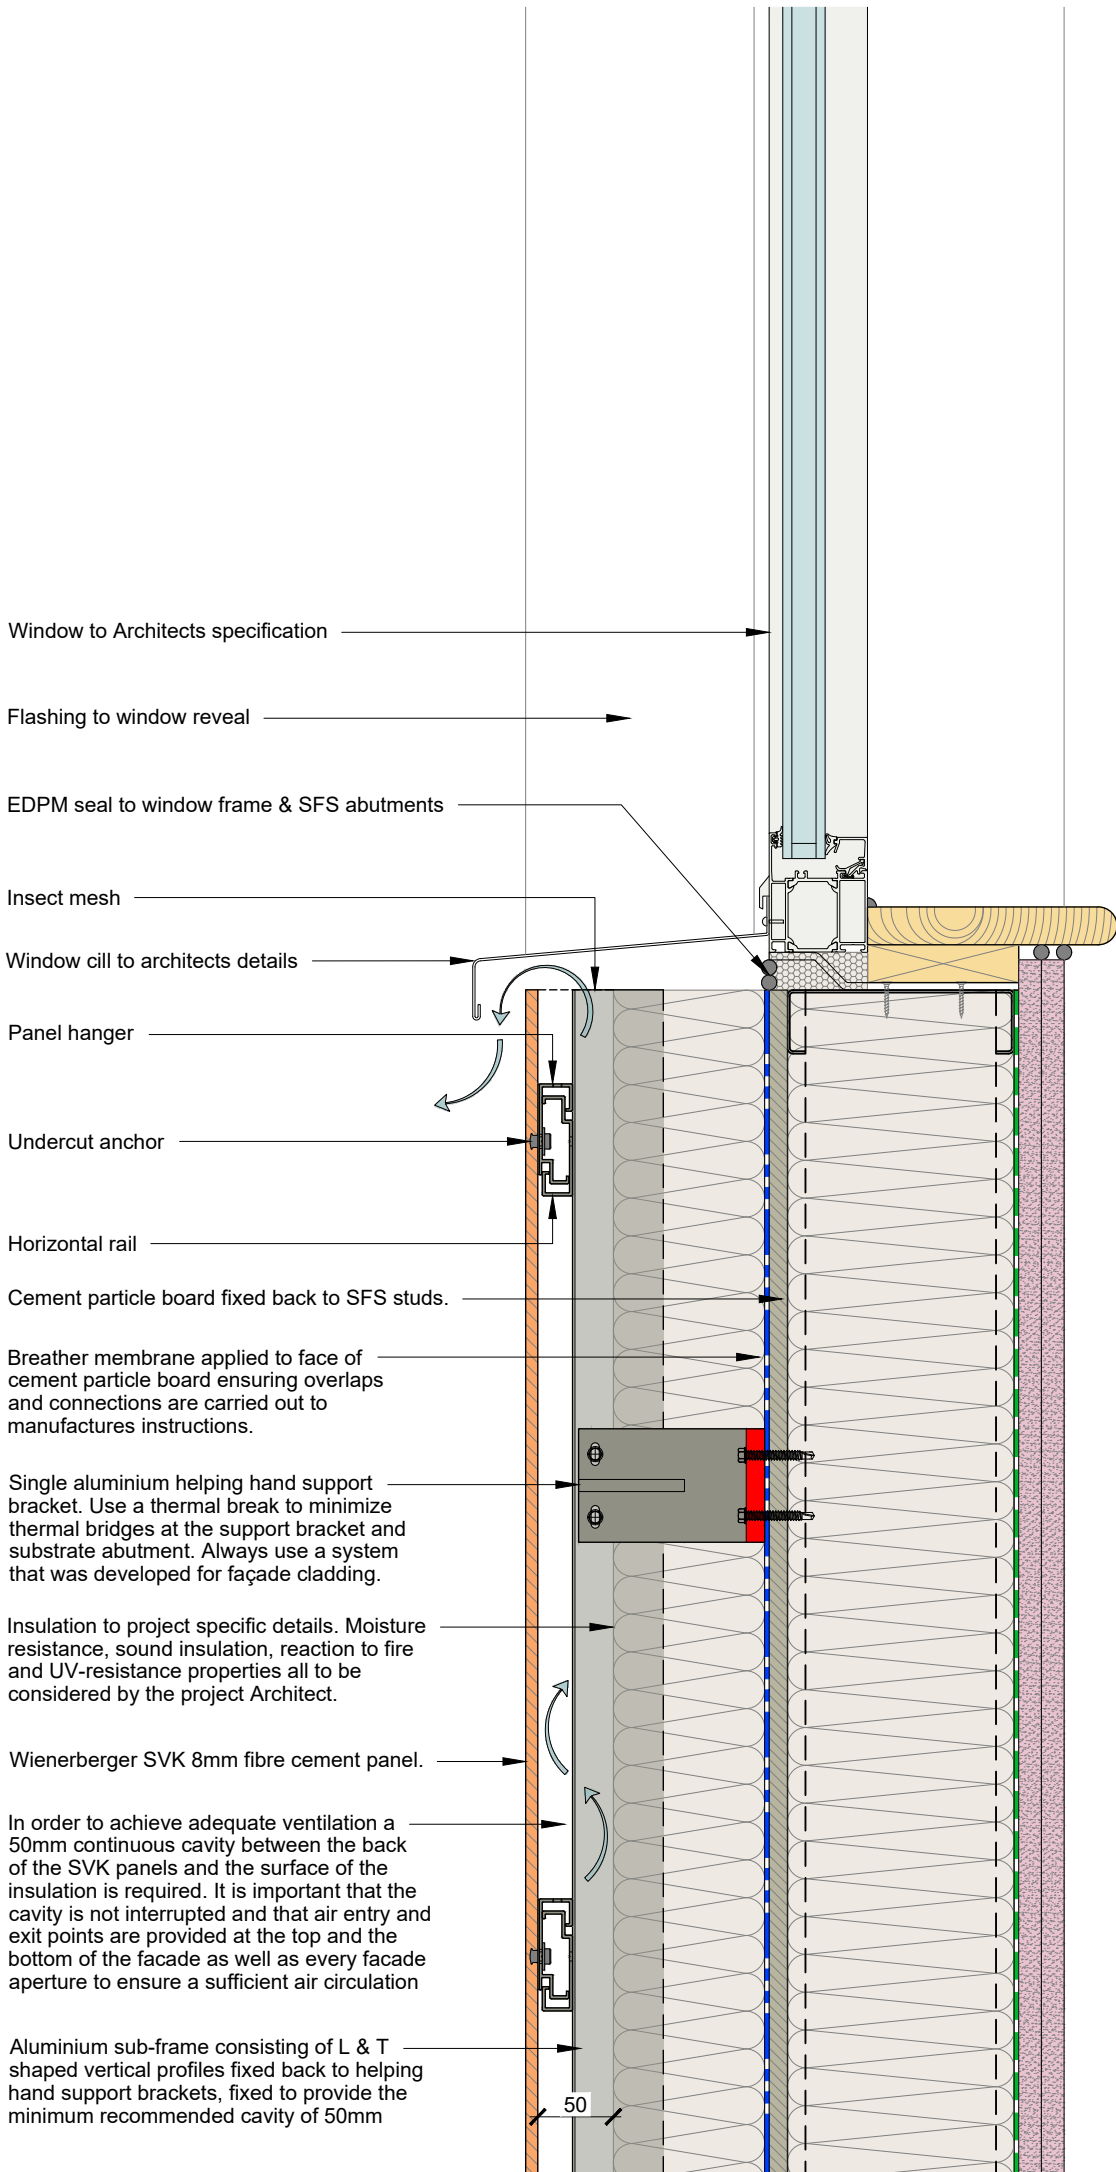 Window to Architects specification
Flashing to window reveal
EDPM seal to window frame & SFS abutments
Insect mesh
Window cill to architects details
Panel hanger
Undercut anchor
Horizontal rail
Cement particle board fixed back to SFS studs.
Breather membrane applied to face of
cement particle board ensuring overlaps
and connections are carried out to
manufactures instructions.
Single aluminium helping hand support
bracket. Use a thermal break to minimize
thermal bridges at the support bracket and
substrate abutment. Always use a system
that was developed for façade cladding.
Insulation to project specific details. Moisture
resistance, sound insulation, reaction to fire
and UV-resistance properties all to be
considered by the project Architect.
Wienerberger SVK 8mm fibre cement panel.
In order to achieve adequate ventilation a
50mm continuous cavity between the back
of the SVK panels and the surface of the
insulation is required. It is important that the
cavity is not interrupted and that air entry and
exit points are provided at the top and the
bottom of the facade as well as every facade
aperture to ensure a sufficient air circulation
Aluminium sub-frame consisting of L & T
shaped vertical profiles fixed back to helping
hand support brackets, fixed to provide the
minimum recommended cavity of 50mm
50